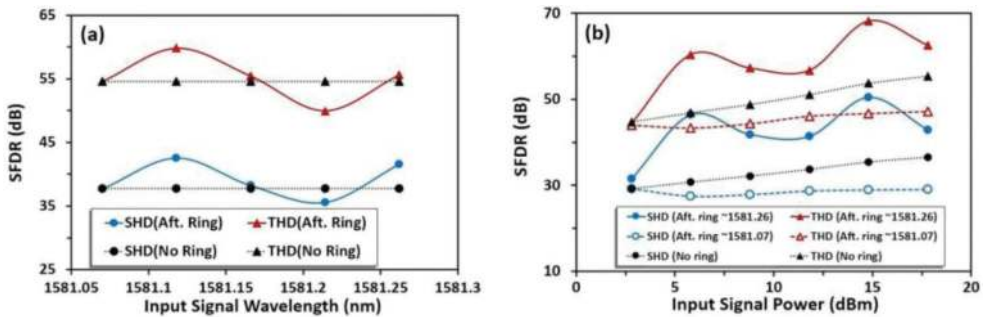 (a)
65
55
45
35
25
SFDR (dB)
SHD(Aft. Ring)
THD(Aft. Ring)
SHD(No Ring)
THD(No Ring)
1581.05
1581.1
1581.15
1581.2
1581.25
1581.3
Input Signal Wavelength (nm)
(b)
70
50
30
10
SFDR (dB)
SHD (Aft. ring ~1581.26)
THD (Aft. ring ~1581.26)
SHD (Aft. ring ~1581.07)
THD (Aft. ring ~1581.07)
SHD (No ring)
THD (No ring)
0
5
10
15
20
Input Signal Power (dBm)